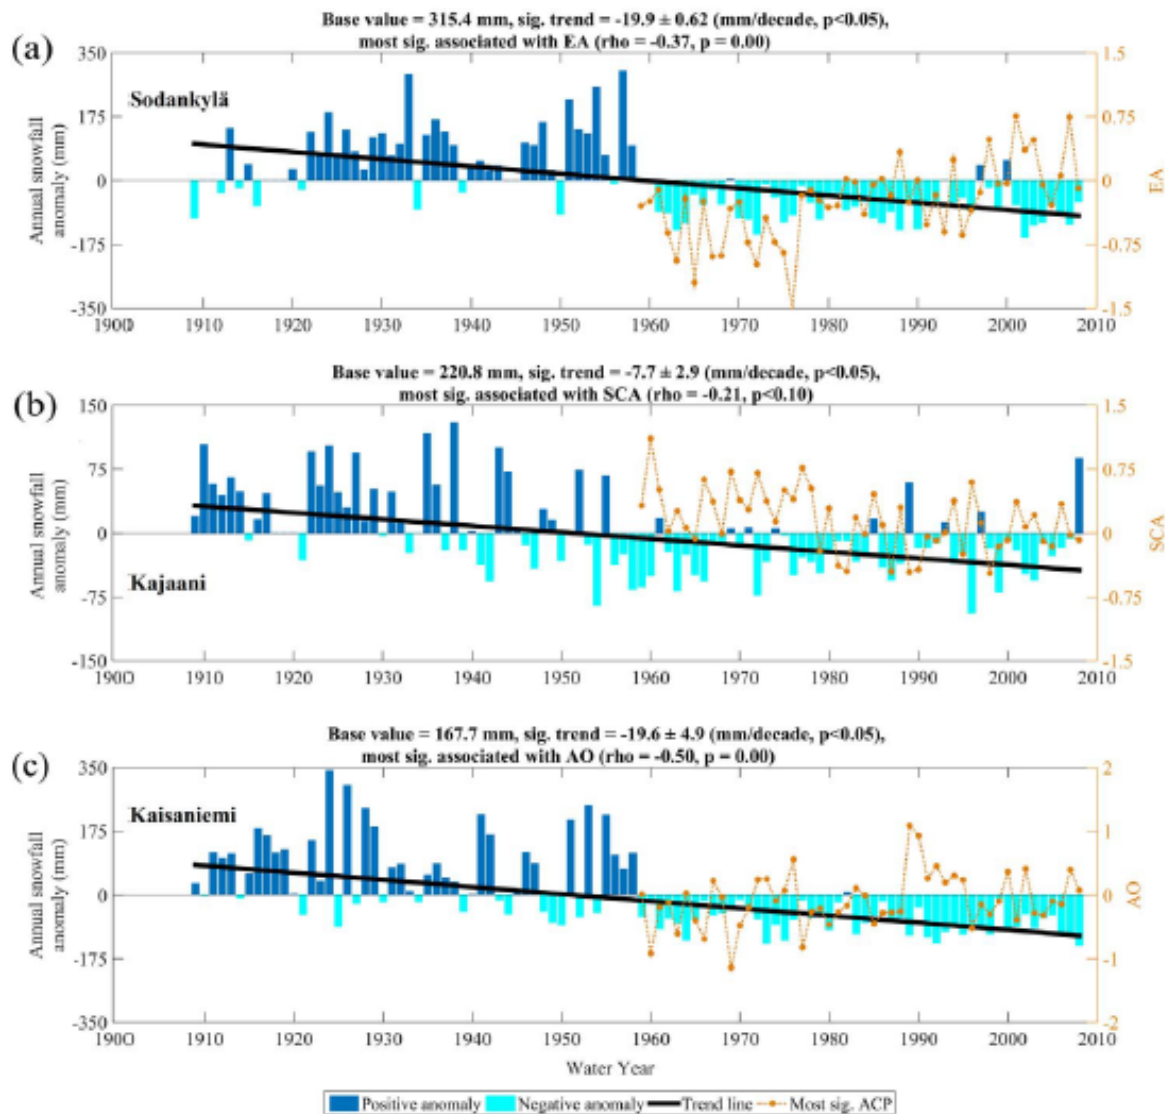 Base value = 315.4 mm, sig. trend = -19.9 ± 0.62 (mm/decade, p<0.05),
most sig. associated with EA (rho = -0.37, p = 0.00)
(a)
Sodankylä
Annual snowfall
anomaly (mm)
350
175
0
-175
-350
1.5
0.75
0
-0.75
-1.5
EA
1900 1910 1920 1930 1940 1950 1960 1970 1980 1990 2000 2010
Base value = 220.8 mm, sig. trend = -7.7 ± 2.9 (mm/decade, p<0.05),
most sig. associated with SCA (rho = -0.21, p<0.10)
(b)
Kajaani
Annual snowfall
anomaly (mm)
150
75
0
-75
-150
1.5
0.75
0
-0.75
-1.5
SCA
1900 1910 1920 1930 1940 1950 1960 1970 1980 1990 2000 2010
Base value = 167.7 mm, sig. trend = -19.6 ± 4.9 (mm/decade, p<0.05),
most sig. associated with AO (rho = -0.50, p = 0.00)
(c)
Kaisaniemi
Annual snowfall
anomaly (mm)
350
175
0
-175
-350
2
1
0
-1
-2
AO
1900 1910 1920 1930 1940 1950 1960 1970 1980 1990 2000 2010
Water Year
Positive anomaly Negative anomaly Trend line Most sig. ACP